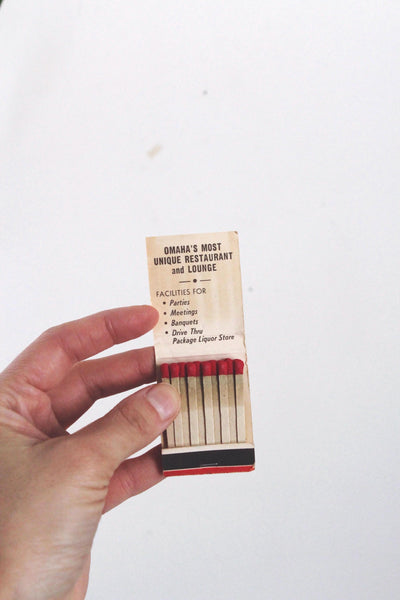 OMAHA'S MOST
UNIQUE RESTAURANT
and LOUNGE
FACILITIES FOR
• Parties
• Meetings
• Banquets
• Drive Thru
Package Liquor Store